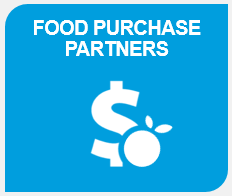 FOOD PURCHASE
PARTNERS
$